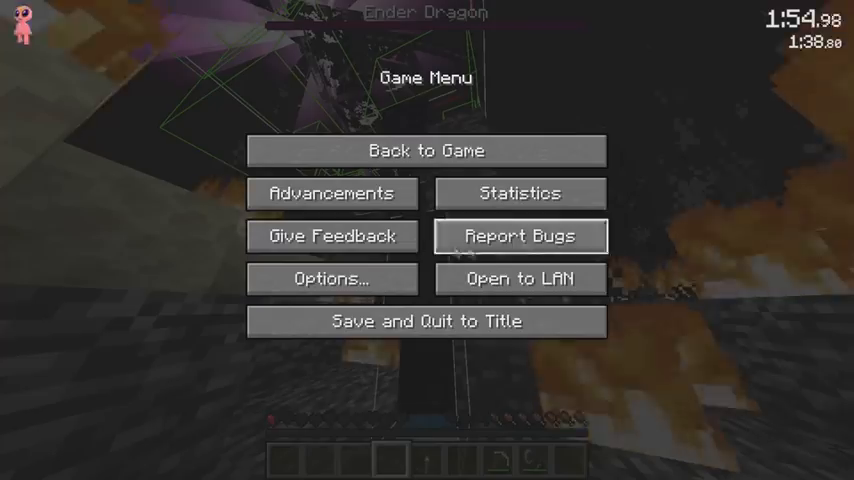 Ender Dragon
1:54.98
1:38.80
Game Menu
Back to Game
Advancements
Statistics
Give Feedback
Report Bugs
Options...
Open to LAN
Save and Quit to Title